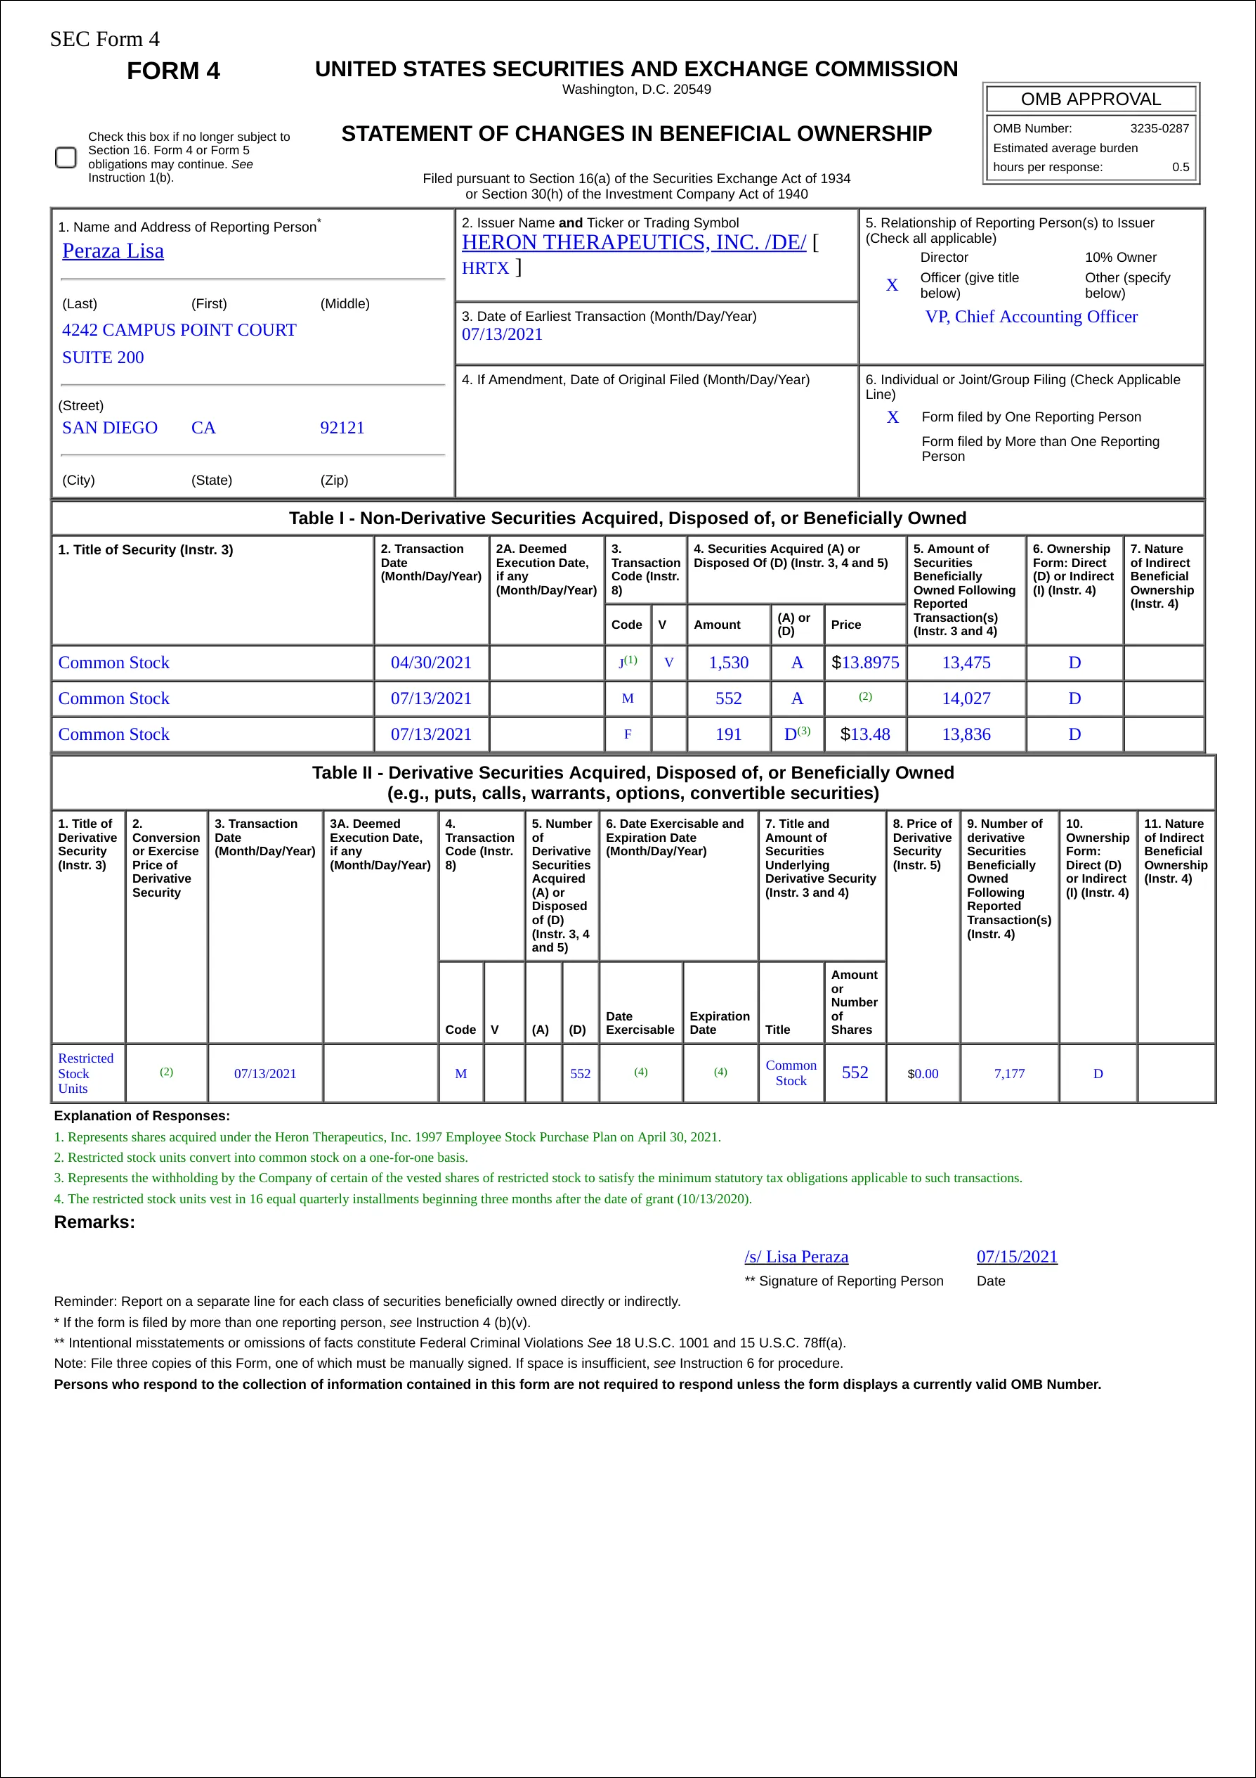 SEC Form 4
FORM 4
UNITED STATES SECURITIES AND EXCHANGE COMMISSION
Washington, D.C. 20549
STATEMENT OF CHANGES IN BENEFICIAL OWNERSHIP
Filed pursuant to Section 16(a) of the Securities Exchange Act of 1934
or Section 30(h) of the Investment Company Act of 1940
OMB APPROVAL
OMB Number: 3235-0287
Estimated average burden
hours per response: 0.5
Check this box if no longer subject to
Section 16. Form 4 or Form 5
obligations may continue. See
Instruction 1(b).
1. Name and Address of Reporting Person*
Peraza Lisa
(Last) (First) (Middle)
4242 CAMPUS POINT COURT
SUITE 200
(Street)
SAN DIEGO CA 92121
(City) (State) (Zip)
2. Issuer Name and Ticker or Trading Symbol
HERON THERAPEUTICS, INC. /DE/ [
HRTX ]
3. Date of Earliest Transaction (Month/Day/Year)
07/13/2021
4. If Amendment, Date of Original Filed (Month/Day/Year)
5. Relationship of Reporting Person(s) to Issuer
(Check all applicable)
Director 10% Owner
X Officer (give title below) Other (specify below)
VP, Chief Accounting Officer
6. Individual or Joint/Group Filing (Check Applicable
Line)
X Form filed by One Reporting Person
Form filed by More than One Reporting
Person
Table I - Non-Derivative Securities Acquired, Disposed of, or Beneficially Owned
1. Title of Security (Instr. 3) 2. Transaction Date (Month/Day/Year) 2A. Deemed Execution Date, if any (Month/Day/Year) 3. Transaction Code (Instr. 8) 4. Securities Acquired (A) or Disposed Of (D) (Instr. 3, 4 and 5) 5. Amount of Securities Beneficially Owned Following Reported Transaction(s) (Instr. 3 and 4) 6. Ownership Form: Direct (D) or Indirect (I) (Instr. 4) 7. Nature of Indirect Beneficial Ownership (Instr. 4)
Code V Amount (A) or (D) Price
Common Stock 04/30/2021 J(1) V 1,530 A $13.8975 13,475 D
Common Stock 07/13/2021 M 552 A (2) 14,027 D
Common Stock 07/13/2021 F 191 D(3) $13.48 13,836 D
Table II - Derivative Securities Acquired, Disposed of, or Beneficially Owned
(e.g., puts, calls, warrants, options, convertible securities)
1. Title of Derivative Security (Instr. 3) 2. Conversion or Exercise Price of Derivative Security 3. Transaction Date (Month/Day/Year) 3A. Deemed Execution Date, if any (Month/Day/Year) 4. Transaction Code (Instr. 8) 5. Number of Derivative Securities Acquired (A) or Disposed of (D) (Instr. 3, 4 and 5) 6. Date Exercisable and Expiration Date (Month/Day/Year) 7. Title and Amount of Securities Underlying Derivative Security (Instr. 3 and 4) 8. Price of Derivative Security (Instr. 5) 9. Number of derivative Securities Beneficially Owned Following Reported Transaction(s) (Instr. 4) 10. Ownership Form: Direct (D) or Indirect (I) (Instr. 4) 11. Nature of Indirect Beneficial Ownership (Instr. 4)
Code V (A) (D) Date Exercisable Expiration Date Title Amount or Number of Shares
Restricted Stock Units (2) 07/13/2021 M 552 (4) (4) Common Stock 552 $0.00 7,177 D
Explanation of Responses:
1. Represents shares acquired under the Heron Therapeutics, Inc. 1997 Employee Stock Purchase Plan on April 30, 2021.
2. Restricted stock units convert into common stock on a one-for-one basis.
3. Represents the withholding by the Company of certain of the vested shares of restricted stock to satisfy the minimum statutory tax obligations applicable to such transactions.
4. The restricted stock units vest in 16 equal quarterly installments beginning three months after the date of grant (10/13/2020).
Remarks:
/s/ Lisa Peraza 07/15/2021
** Signature of Reporting Person Date
Reminder: Report on a separate line for each class of securities beneficially owned directly or indirectly.
* If the form is filed by more than one reporting person, see Instruction 4 (b)(v).
** Intentional misstatements or omissions of facts constitute Federal Criminal Violations See 18 U.S.C. 1001 and 15 U.S.C. 78ff(a).
Note: File three copies of this Form, one of which must be manually signed. If space is insufficient, see Instruction 6 for procedure.
Persons who respond to the collection of information contained in this form are not required to respond unless the form displays a currently valid OMB Number.